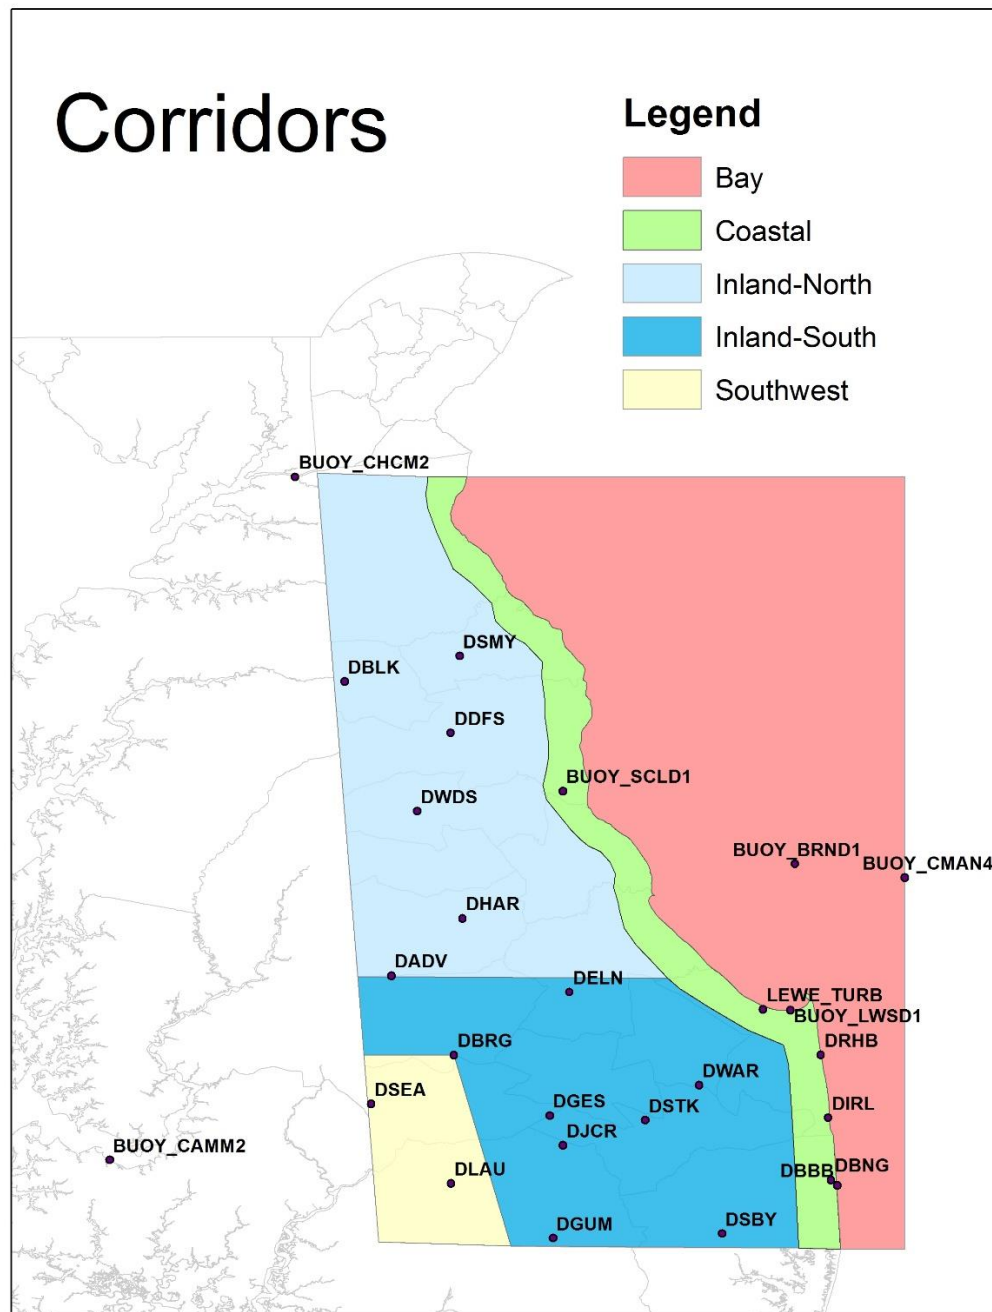 Corridors
Legend
Bay
Coastal
Inland-North
Inland-South
Southwest
BUOY_CHCM2
DSMY
DBLK
DDFS
BUOY_SCLD1
DWDS
BUOY_BRND1
BUOY_CMAN4
DHAR
DADV
DELN
LEWE_TURB
BUOY_LWSD1
DRHB
DBRG
DWAR
DSEA
DGES
DSTK
DIRL
DJCR
BUOY_CAMM2
DLAU
DBBB
DBNG
DGUM
DSBY